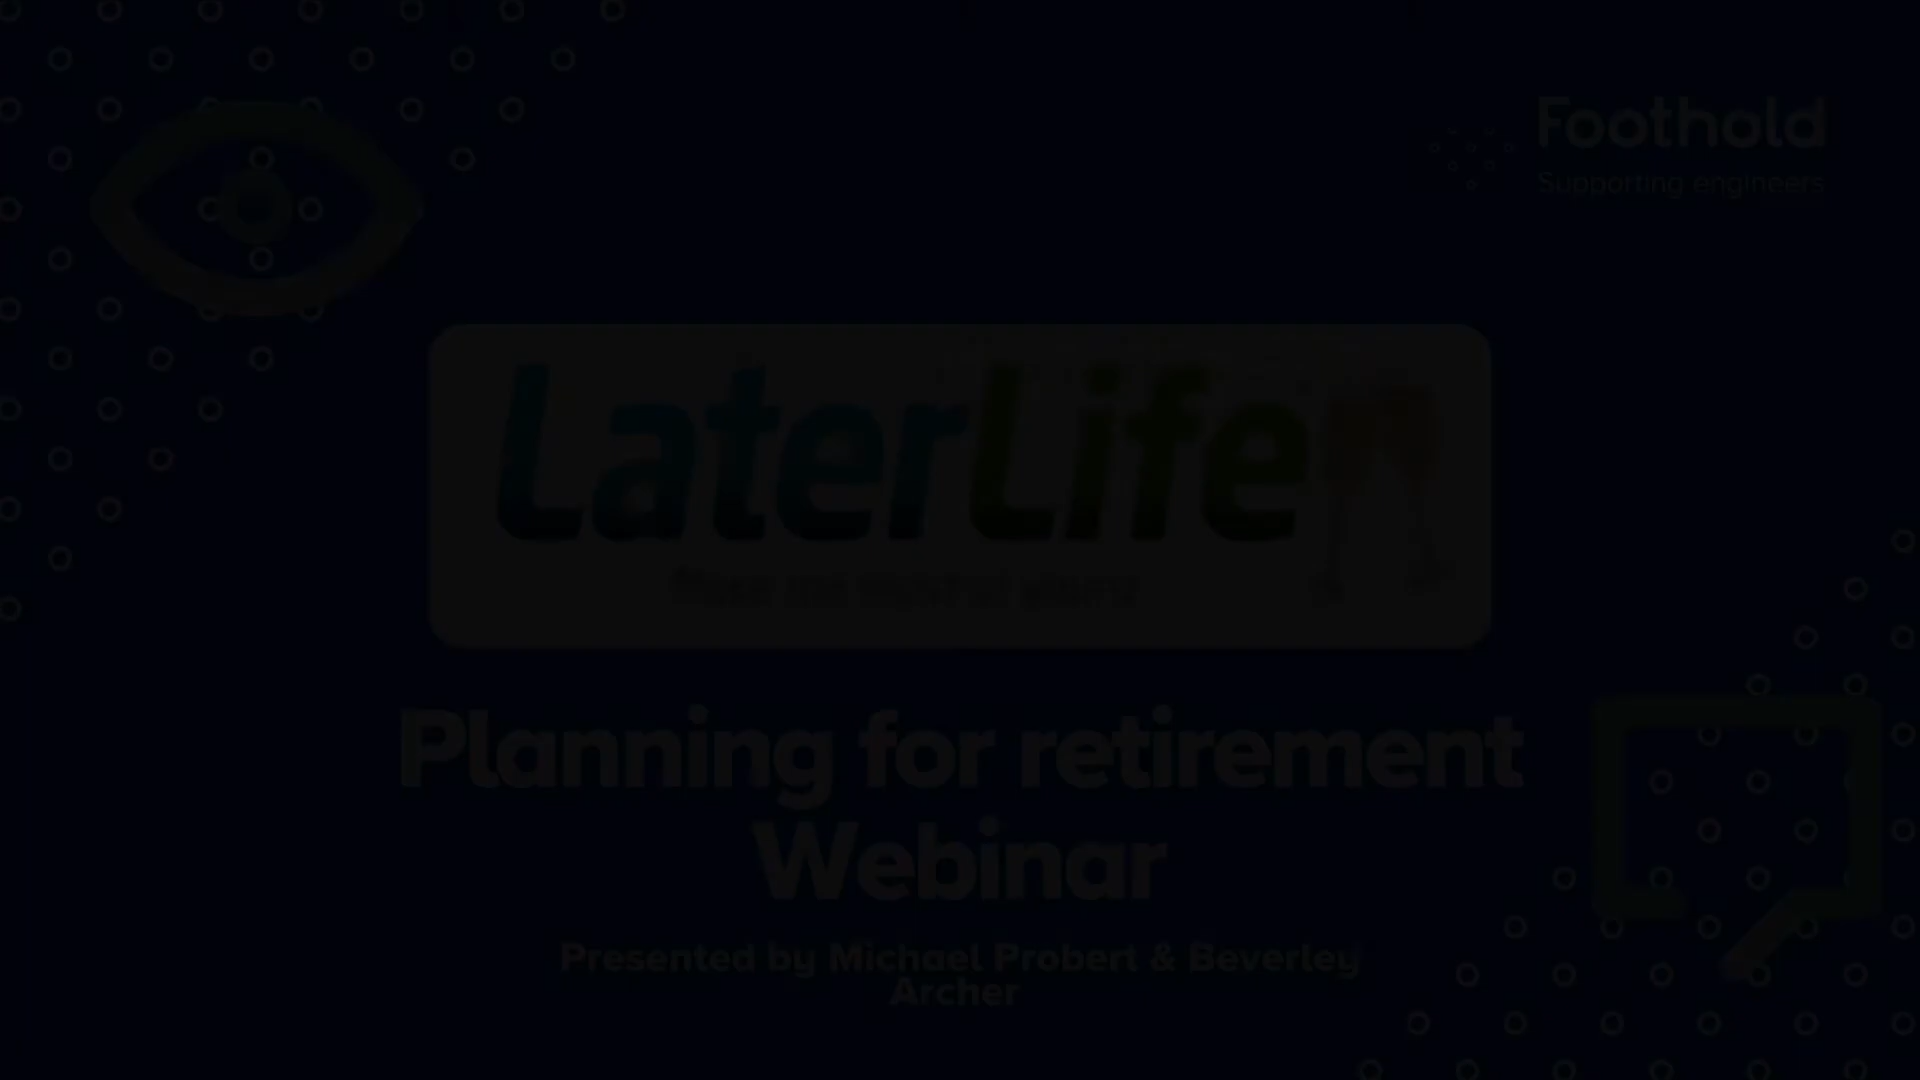 Foothold
Supporting engineers
LaterLife
Planning for retirement
Webinar
Presented by Michael Probert & Beverley
Archer